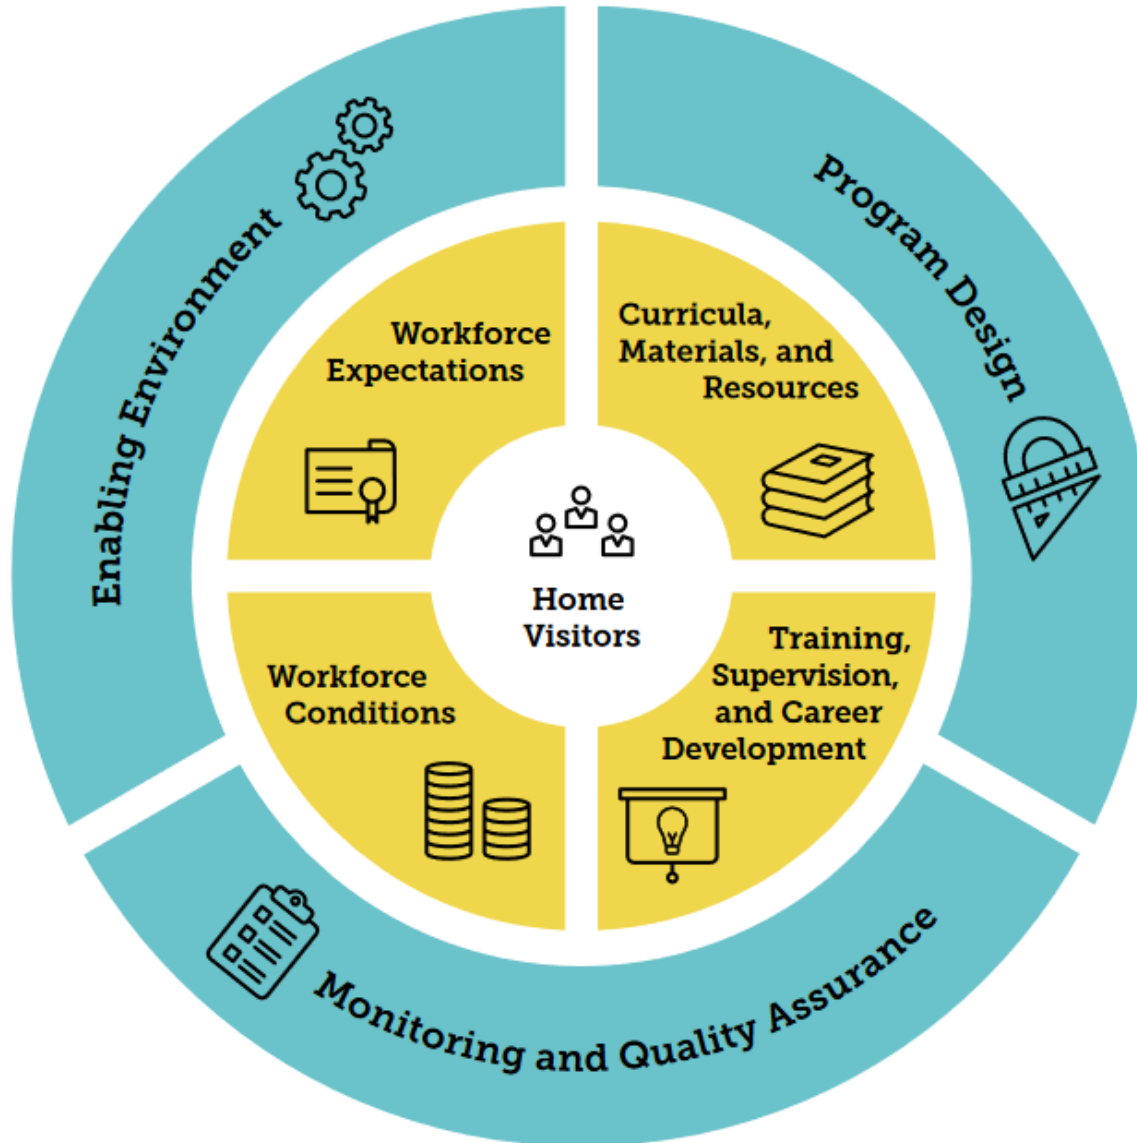 Enabling Environment
Program Design
Workforce
Expectations
Curricula,
Materials, and
Resources
Home
Visitors
Workforce
Conditions
Training,
Supervision,
and Career
Development
Monitoring and Quality Assurance